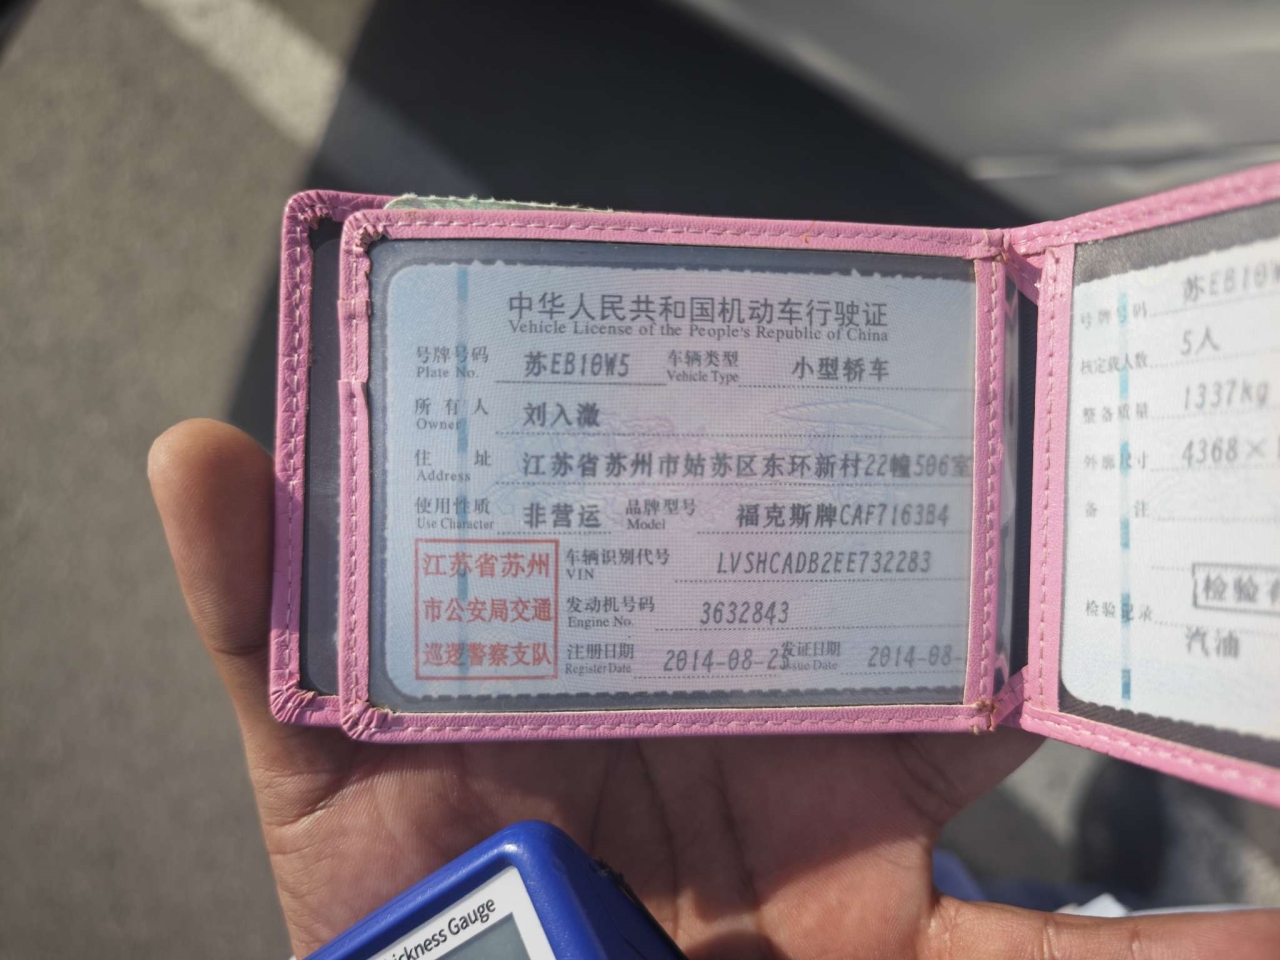 中华人民共和国机动车行驶证
Vehicle License of the People's Republic of China
号牌号码 苏EB10W5 车辆类型 小型轿车
Plate No. Vehicle Type
所有人 刘入澈
Owner
住址 江苏省苏州市姑苏区东环新村22幢506室
Address
使用性质 非营运 品牌型号 福克斯牌CAF7163B4
Use Character Model
江苏省苏州
市公安局交通
巡逻警察支队
车辆识别代号 LVSHCADB2EE732283
VIN
发动机号码 3632843
Engine No.
注册日期 2014-08-25 发证日期 2014-08-
Register Date Issue Date
号牌号码 苏EB10W
核定载人数 5人
整备质量 1337kg
外廓尺寸 4368×
备注
检验
检验记录
汽油
ickness Gauge